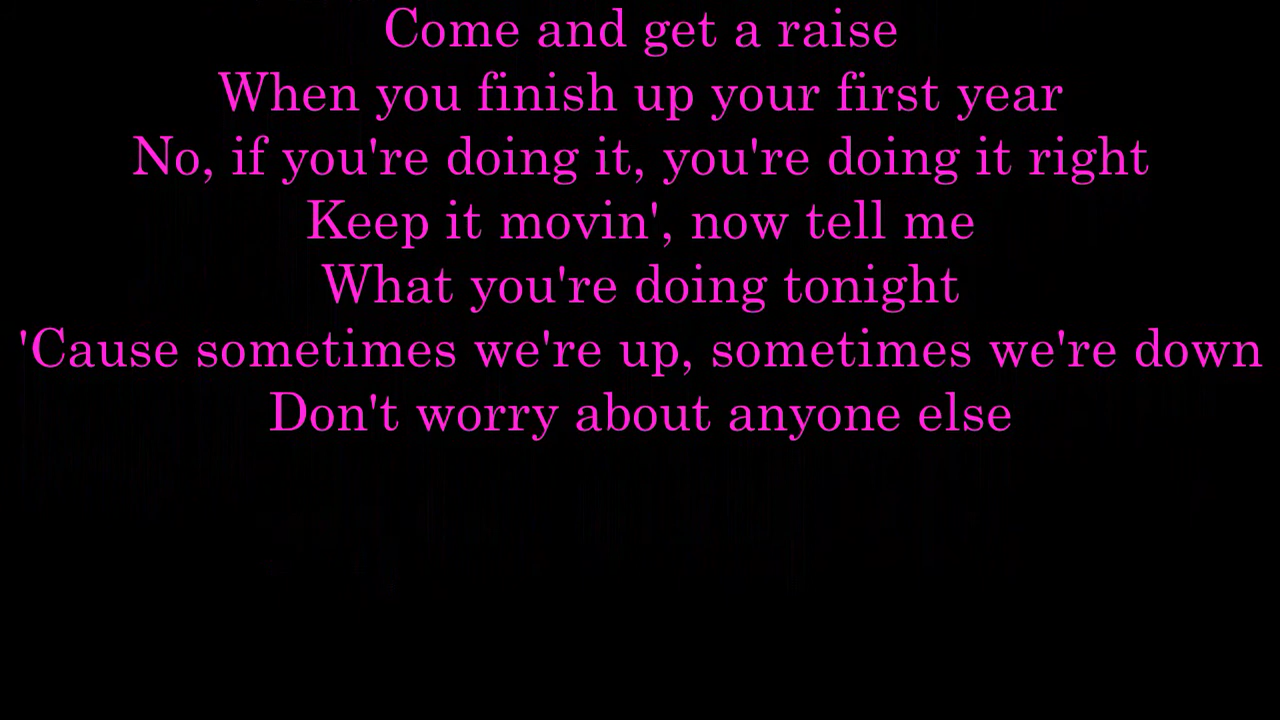 Come and get a raise
When you finish up your first year
No, if you're doing it, you're doing it right
Keep it movin', now tell me
What you're doing tonight
'Cause sometimes we're up, sometimes we're down
Don't worry about anyone else